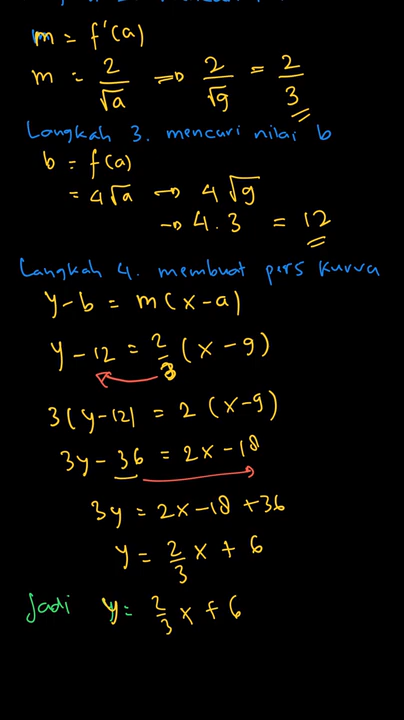 m = f'(a)
m = 2/√a => 2/√9 = 2/3
Langkah 3. mencari nilai b
b = f(a)
= 4√a → 4√9
→ 4.3 = 12
Langkah 4. membuat pers kurva
y-b = m(x-a)
y-12 = 2/3 (x-9)
3(y-12) = 2 (x-9)
3y-36 = 2x-18
3y = 2x-18+36
y = 2/3 x + 6
Jadi y = 2/3 x + 6